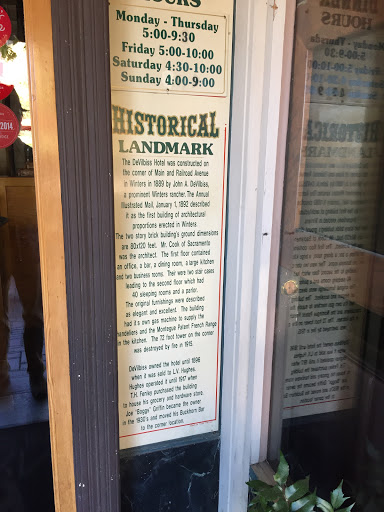 HOURS
Monday - Thursday
5:00-9:30
Friday 5:00-10:00
Saturday 4:30-10:00
Sunday 4:00-9:00
HISTORICAL
LANDMARK
The DeVilbiss Hotel was constructed on
the corner of Main and Railroad Avenue
in Winters in 1889 by John A. DeVilbiss,
a prominent Winters rancher. The Annual
Illustrated Mail, January 1, 1892 described
it as the first building of architectural
proportions erected in Winters.
The two story brick building's ground dimensions
are 80x120 feet. Mr. Cook of Sacramento
was the architect. The first floor contained
an office, a bar, a dining room, a large kitchen
and two business rooms. Their were two stair cases
leading to the second floor which had
40 sleeping rooms and a parlor.
The original furnishings were described
as elegant and excellent. The building
had it's own gas machine to supply the
chandeliers and the Montegue Patent French Range
in the kitchen. The 72 foot tower on the corner
was destroyed by fire in 1915.
DeVilbiss owned the hotel until 1896
when it was sold to L.V. Hughes.
Hughes operated it until 1917 when
T.H. Fenley purchased the building
to house his grocery and hardware store.
Joe "Boggs" Griffin became the owner
in the 1930's and moved his Buckhorn Bar
to the corner location.
2014